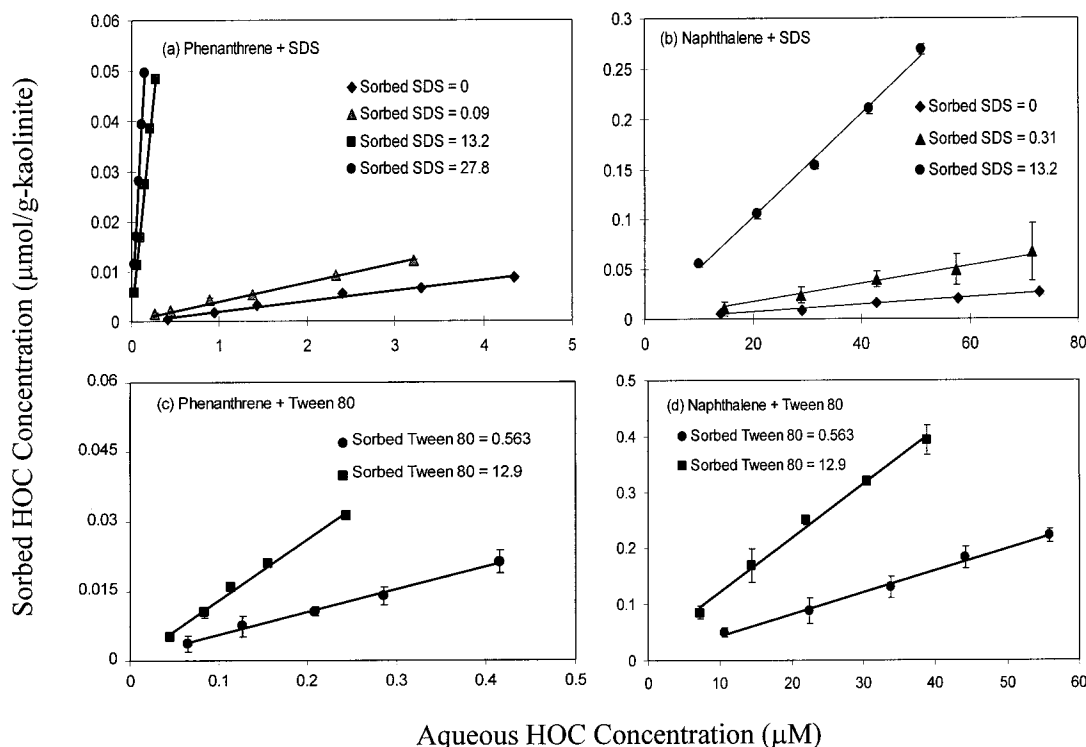 Sorbed HOC Concentration (μmol/g-kaolinite)
(a) Phenanthrene + SDS
Sorbed SDS = 0
Sorbed SDS = 0.09
Sorbed SDS = 13.2
Sorbed SDS = 27.8
0.06
0.05
0.04
0.03
0.02
0.01
0
0 1 2 3 4 5
(b) Naphthalene + SDS
Sorbed SDS = 0
Sorbed SDS = 0.31
Sorbed SDS = 13.2
0.3
0.25
0.2
0.15
0.1
0.05
0
0 20 40 60 80
(c) Phenanthrene + Tween 80
Sorbed Tween 80 = 0.563
Sorbed Tween 80 = 12.9
0.06
0.045
0.03
0.015
0
0 0.1 0.2 0.3 0.4 0.5
(d) Naphthalene + Tween 80
Sorbed Tween 80 = 0.563
Sorbed Tween 80 = 12.9
0.5
0.4
0.3
0.2
0.1
0
0 10 20 30 40 50 60
Aqueous HOC Concentration (μM)